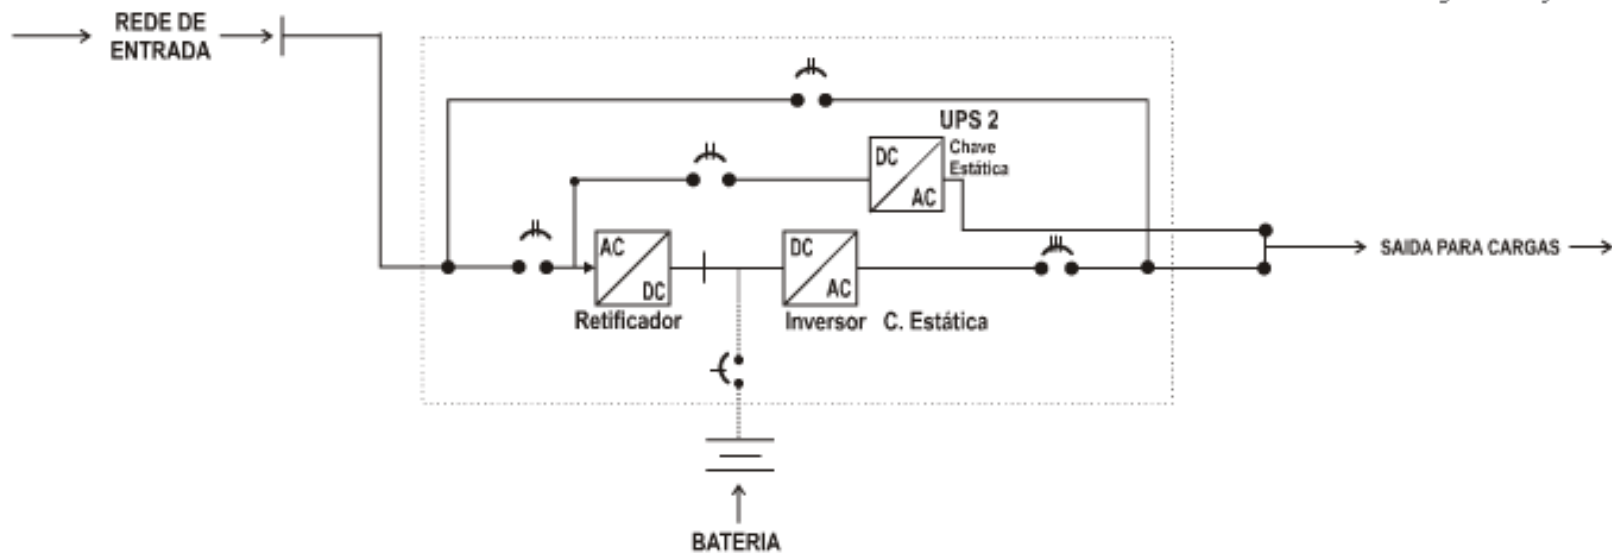 REDE DE
ENTRADA
UPS 2
DC
AC
Chave
Estática
AC
DC
DC
AC
SAIDA PARA CARGAS
Retificador
Inversor C. Estática
BATERIA